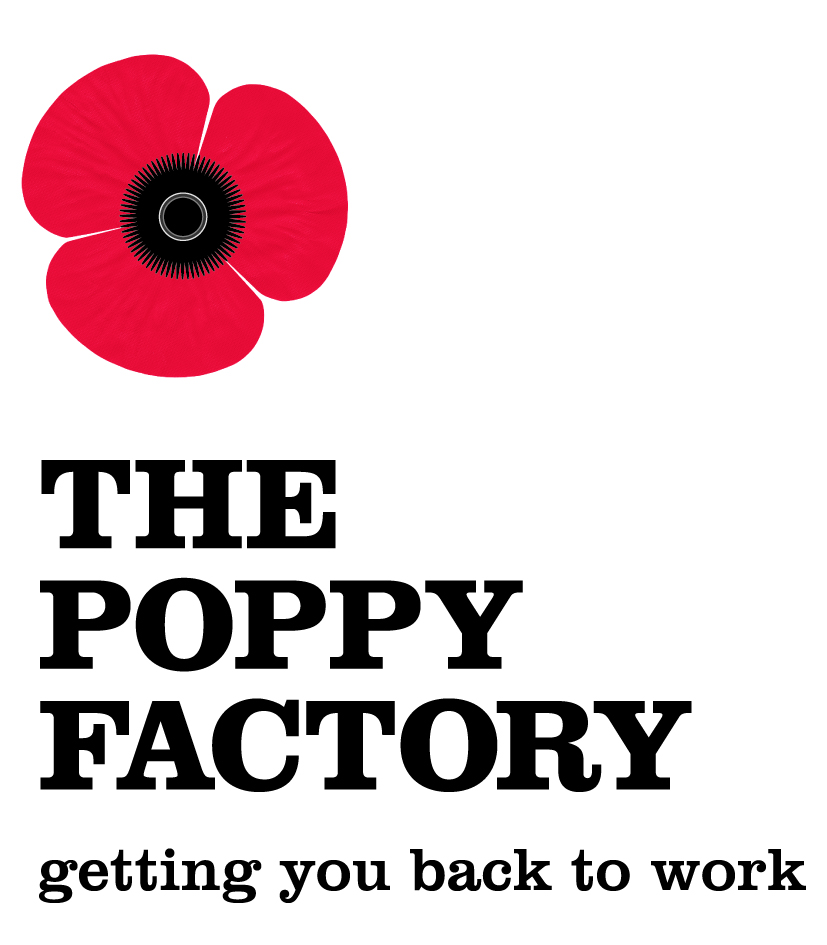 THE
POPPY
FACTORY
getting you back to work